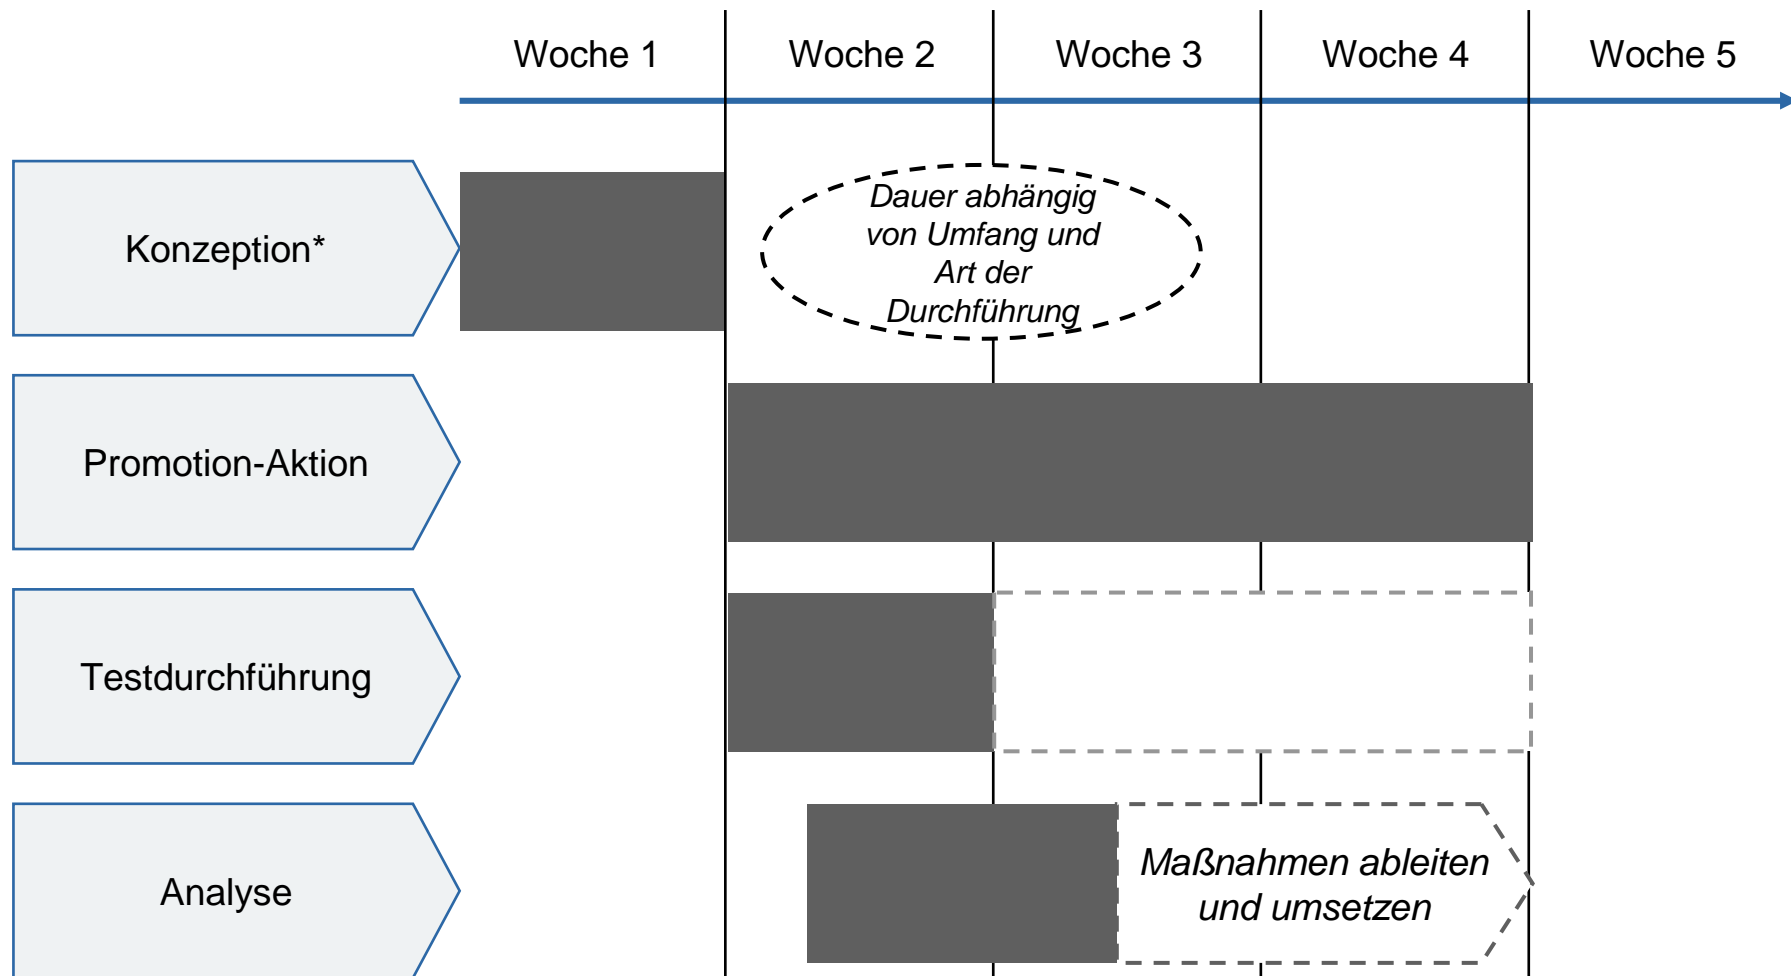 Woche 1 Woche 2 Woche 3 Woche 4 Woche 5
Konzeption*
Dauer abhängig
von Umfang und
Art der
Durchführung
Promotion-Aktion
Testdurchführung
Analyse
Maßnahmen ableiten
und umsetzen